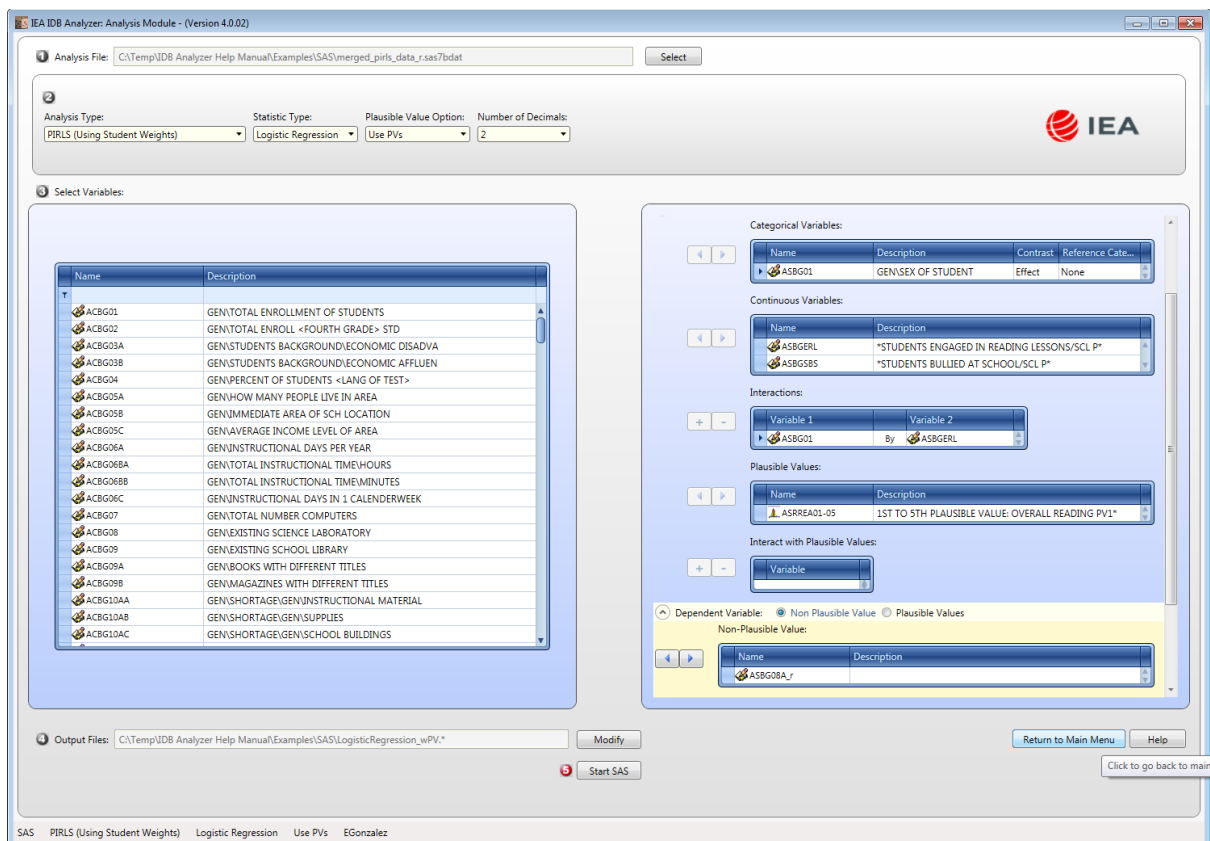 IEA IDB Analyzer: Analysis Module - (Version 4.0.02)
1 Analysis File: C:\Temp\IDB Analyzer Help Manual\Examples\SAS\merged_pirls_data_r.sas7bdat Select
2
Analysis Type: Statistic Type: Plausible Value Option: Number of Decimals:
PIRLS (Using Student Weights) Logistic Regression Use PVs 2
IEA
3 Select Variables:
Name Description
ACBG01 GEN\TOTAL ENROLLMENT OF STUDENTS
ACBG02 GEN\TOTAL ENROLL <FOURTH GRADE> STD
ACBG03A GEN\STUDENTS BACKGROUND\ECONOMIC DISADVA
ACBG03B GEN\STUDENTS BACKGROUND\ECONOMIC AFFLUEN
ACBG04 GEN\PERCENT OF STUDENTS <LANG OF TEST>
ACBG05A GEN\HOW MANY PEOPLE LIVE IN AREA
ACBG05B GEN\IMMEDIATE AREA OF SCH LOCATION
ACBG05C GEN\AVERAGE INCOME LEVEL OF AREA
ACBG06A GEN\INSTRUCTIONAL DAYS PER YEAR
ACBG06BA GEN\TOTAL INSTRUCTIONAL TIME\HOURS
ACBG06BB GEN\TOTAL INSTRUCTIONAL TIME\MINUTES
ACBG06C GEN\INSTRUCTIONAL DAYS IN 1 CALENDERWEEK
ACBG07 GEN\TOTAL NUMBER COMPUTERS
ACBG08 GEN\EXISTING SCIENCE LABORATORY
ACBG09 GEN\EXISTING SCHOOL LIBRARY
ACBG09A GEN\BOOKS WITH DIFFERENT TITLES
ACBG09B GEN\MAGAZINES WITH DIFFERENT TITLES
ACBG10AA GEN\SHORTAGE\GEN\INSTRUCTIONAL MATERIAL
ACBG10AB GEN\SHORTAGE\GEN\SUPPLIES
ACBG10AC GEN\SHORTAGE\GEN\SCHOOL BUILDINGS
Categorical Variables:
Name Description Contrast Reference Cate...
ASBG01 GEN\SEX OF STUDENT Effect None
Continuous Variables:
Name Description
ASBGERL *STUDENTS ENGAGED IN READING LESSONS/SCL P*
ASBGSBS *STUDENTS BULLIED AT SCHOOL/SCL P*
Interactions:
Variable 1 Variable 2
ASBG01 By ASBGERL
Plausible Values:
Name Description
ASRREA01-05 1ST TO 5TH PLAUSIBLE VALUE: OVERALL READING PV1*
Interact with Plausible Values:
Variable
Dependent Variable: Non Plausible Value Plausible Values
Non-Plausible Value:
Name Description
ASBG08A_r
4 Output Files: C:\Temp\IDB Analyzer Help Manual\Examples\SAS\LogisticRegression_wPV.* Modify
Return to Main Menu Help
5 Start SAS
Click to go back to main
SAS PIRLS (Using Student Weights) Logistic Regression Use PVs EGonzalez